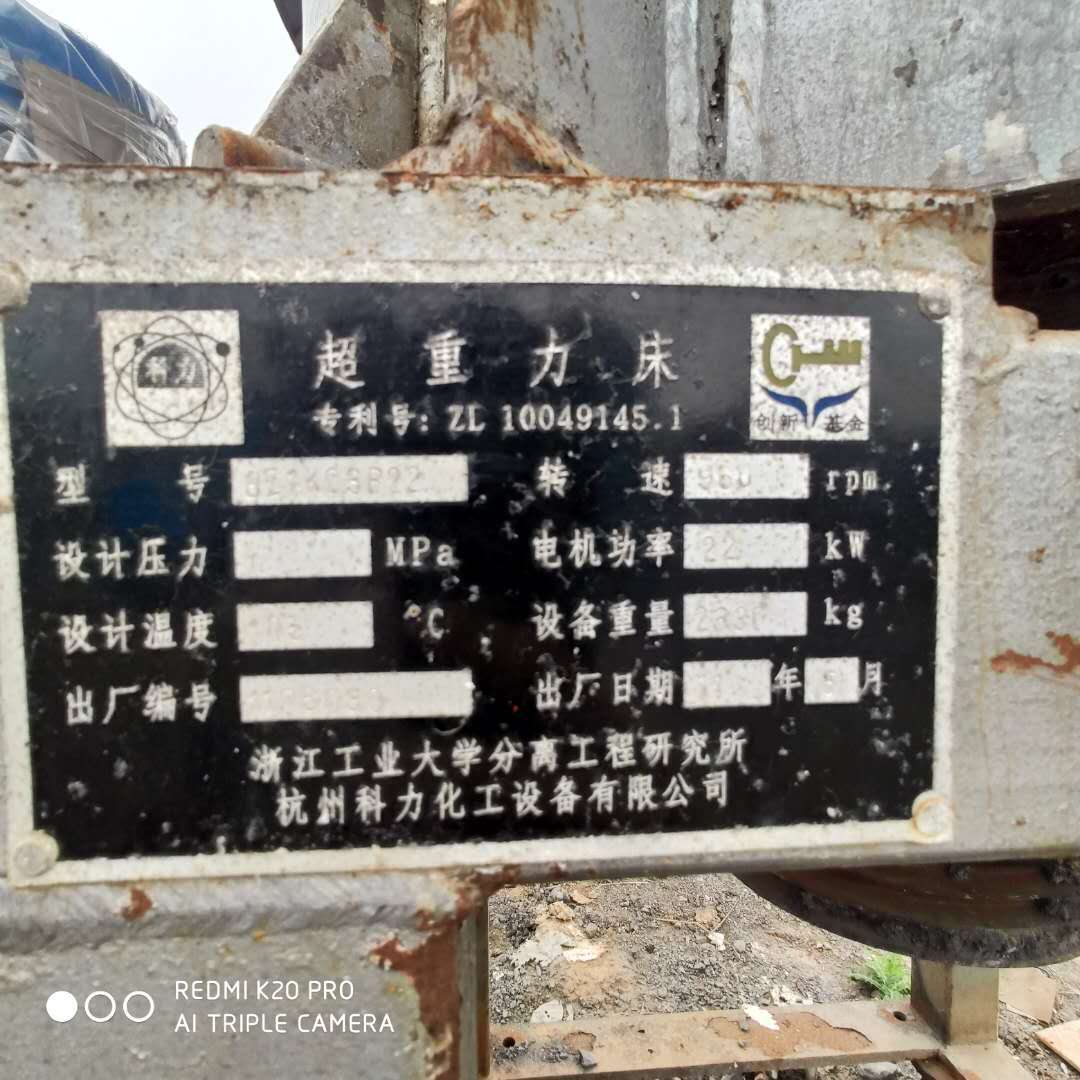 科力
超重力床
专利号: ZL 10049145.1
创新 基金
型号 转速 960 rpm
设计压力 MPa 电机功率 22 kW
设计温度 ℃ 设备重量 kg
出厂编号 出厂日期 年 5 月
浙江工业大学分离工程研究所
杭州科力化工设备有限公司
REDMI K20 PRO
AI TRIPLE CAMERA